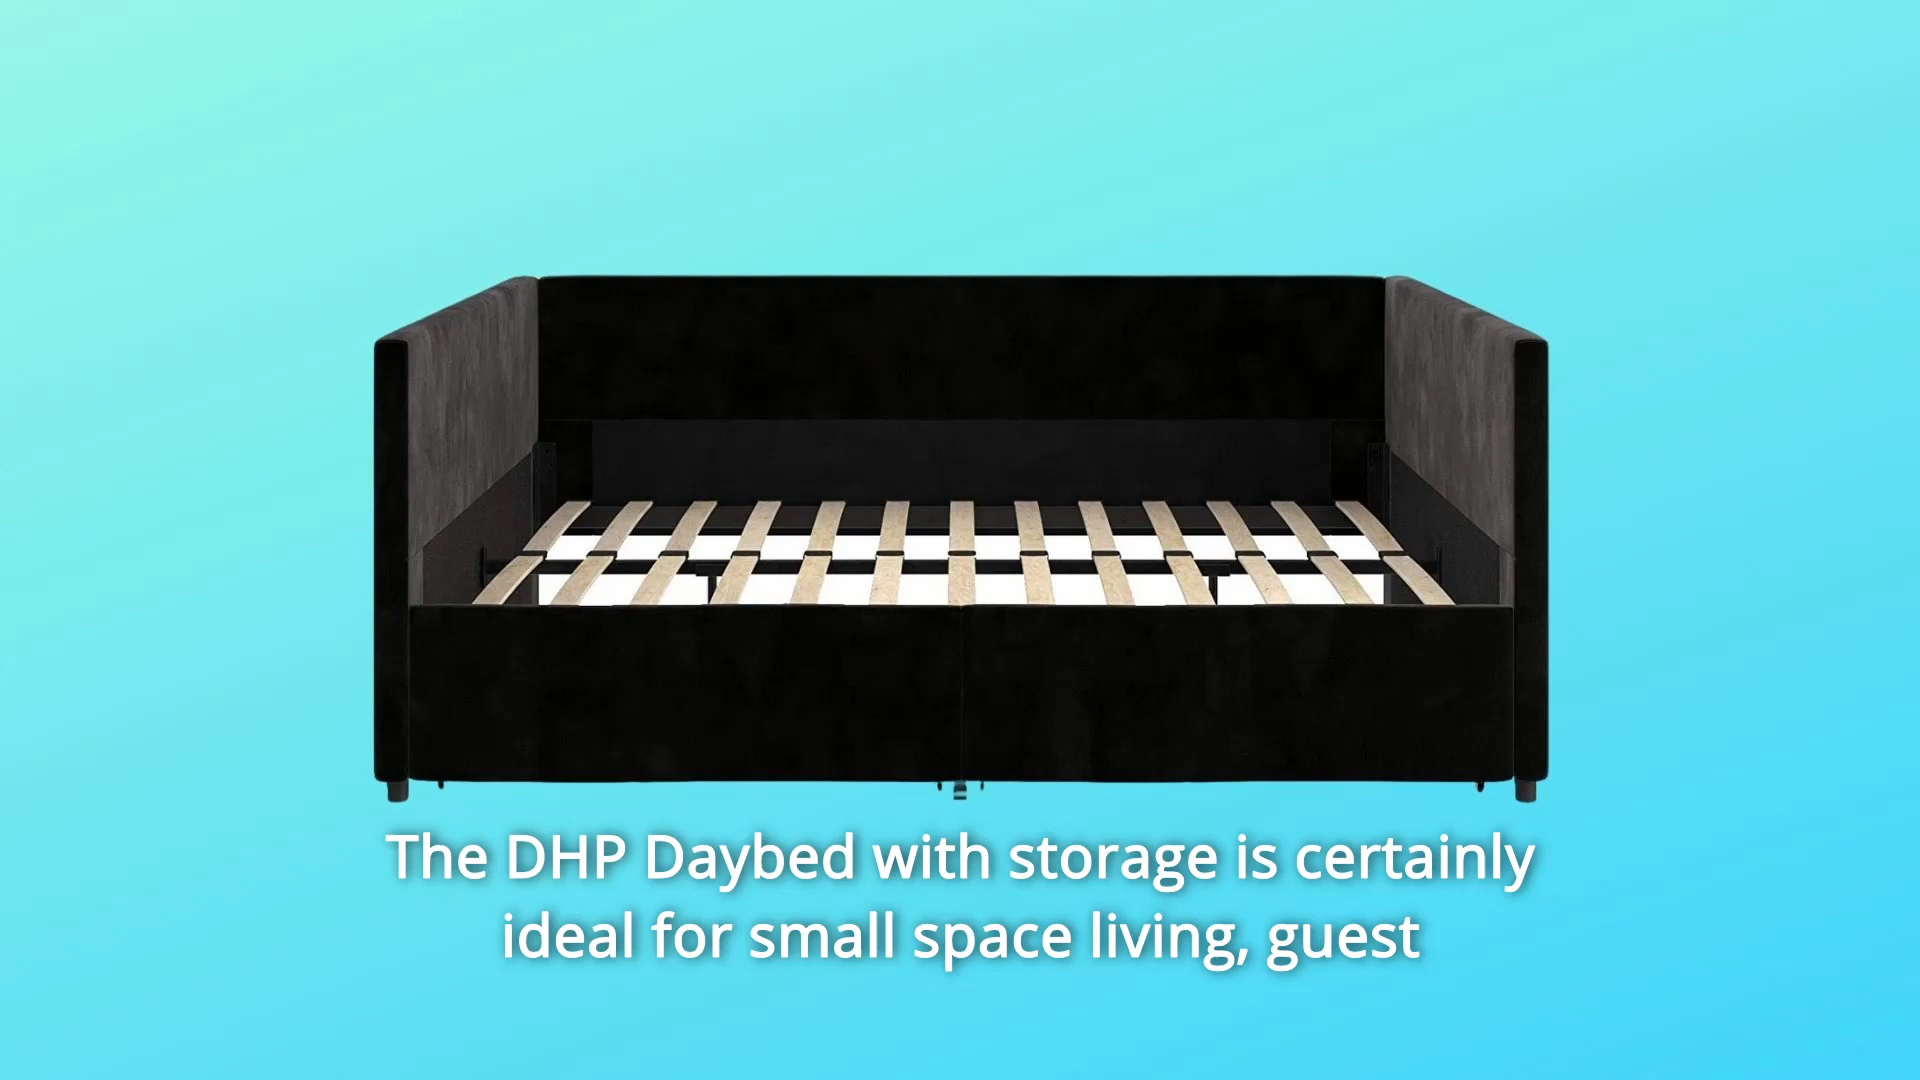 The DHP Daybed with storage is certainly
ideal for small space living, guest